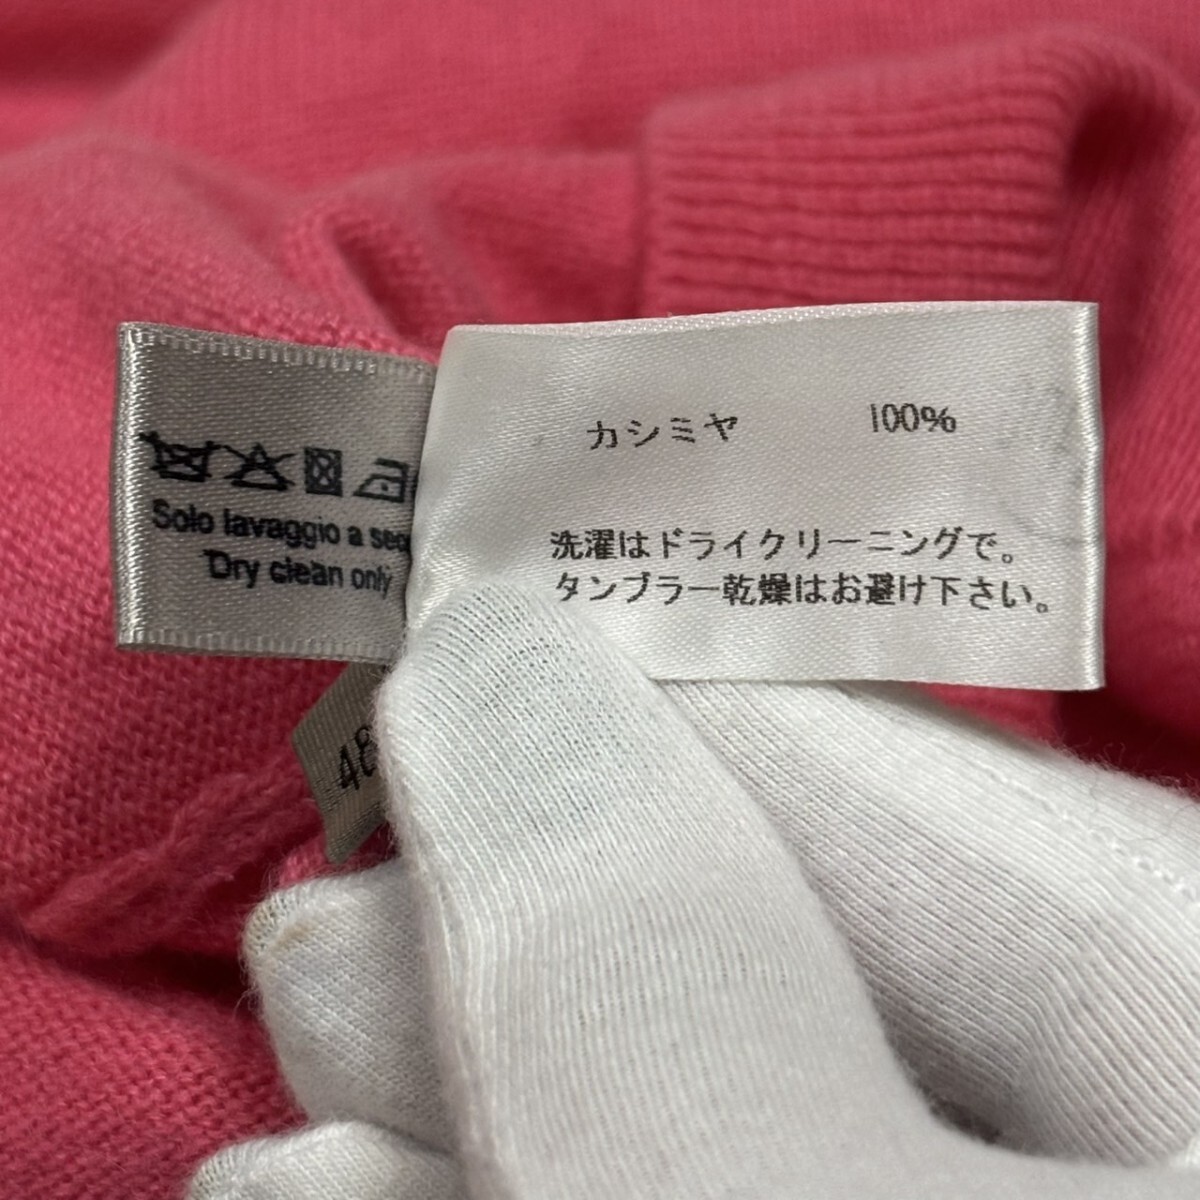 カシミヤ 100%
洗濯はドライクリーニングで。
タンブラー乾燥はお避け下さい。
Solo lavaggio a
Dry clean only
48